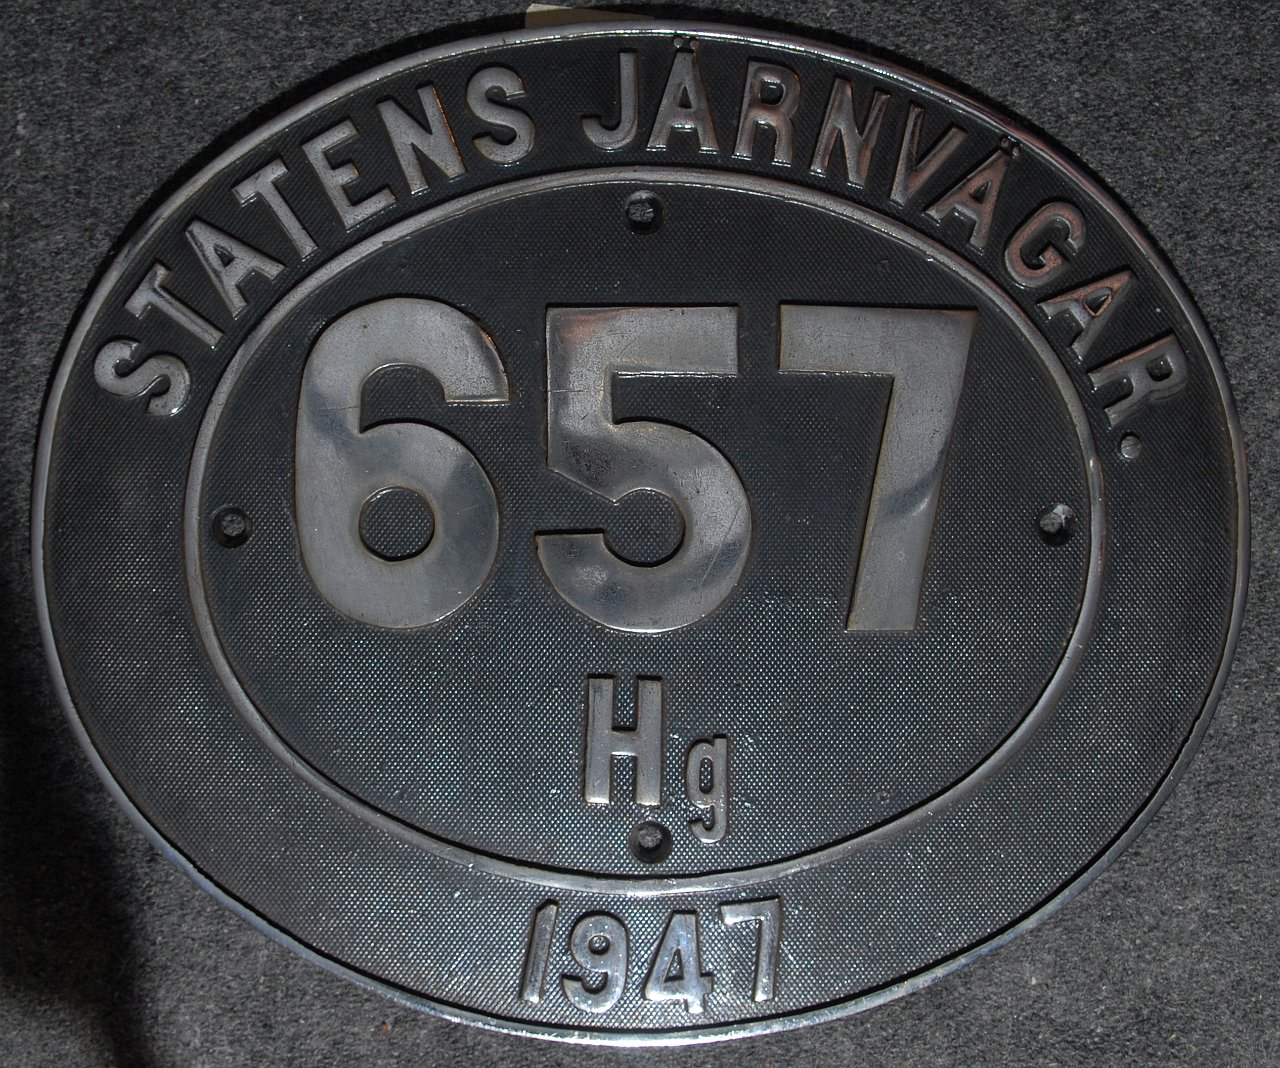 STATENS JÄRNVÄGAR.
657
Hg
1947